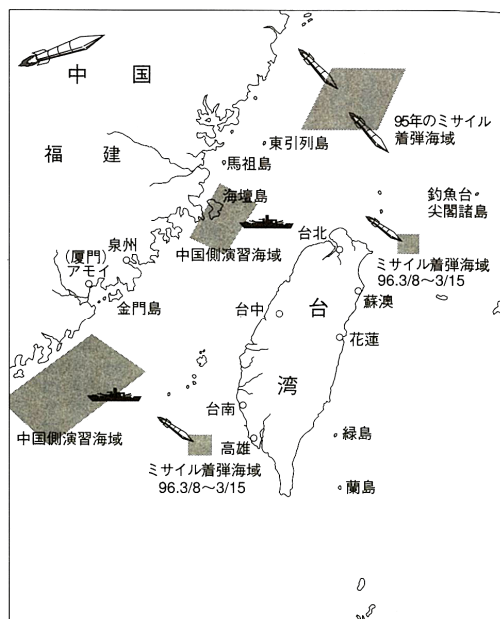 中　国
95年のミサイル
着弾海域
東引列島
福　建
馬祖島
海壇島
釣魚台
尖閣諸島
台北
(厦門)
アモイ
泉州
中国側演習海域
ミサイル着弾海域
96.3/8～3/15
蘇澳
金門島
台中
台
花蓮
湾
台南
中国側演習海域
高雄
緑島
ミサイル着弾海域
96.3/8～3/15
蘭島